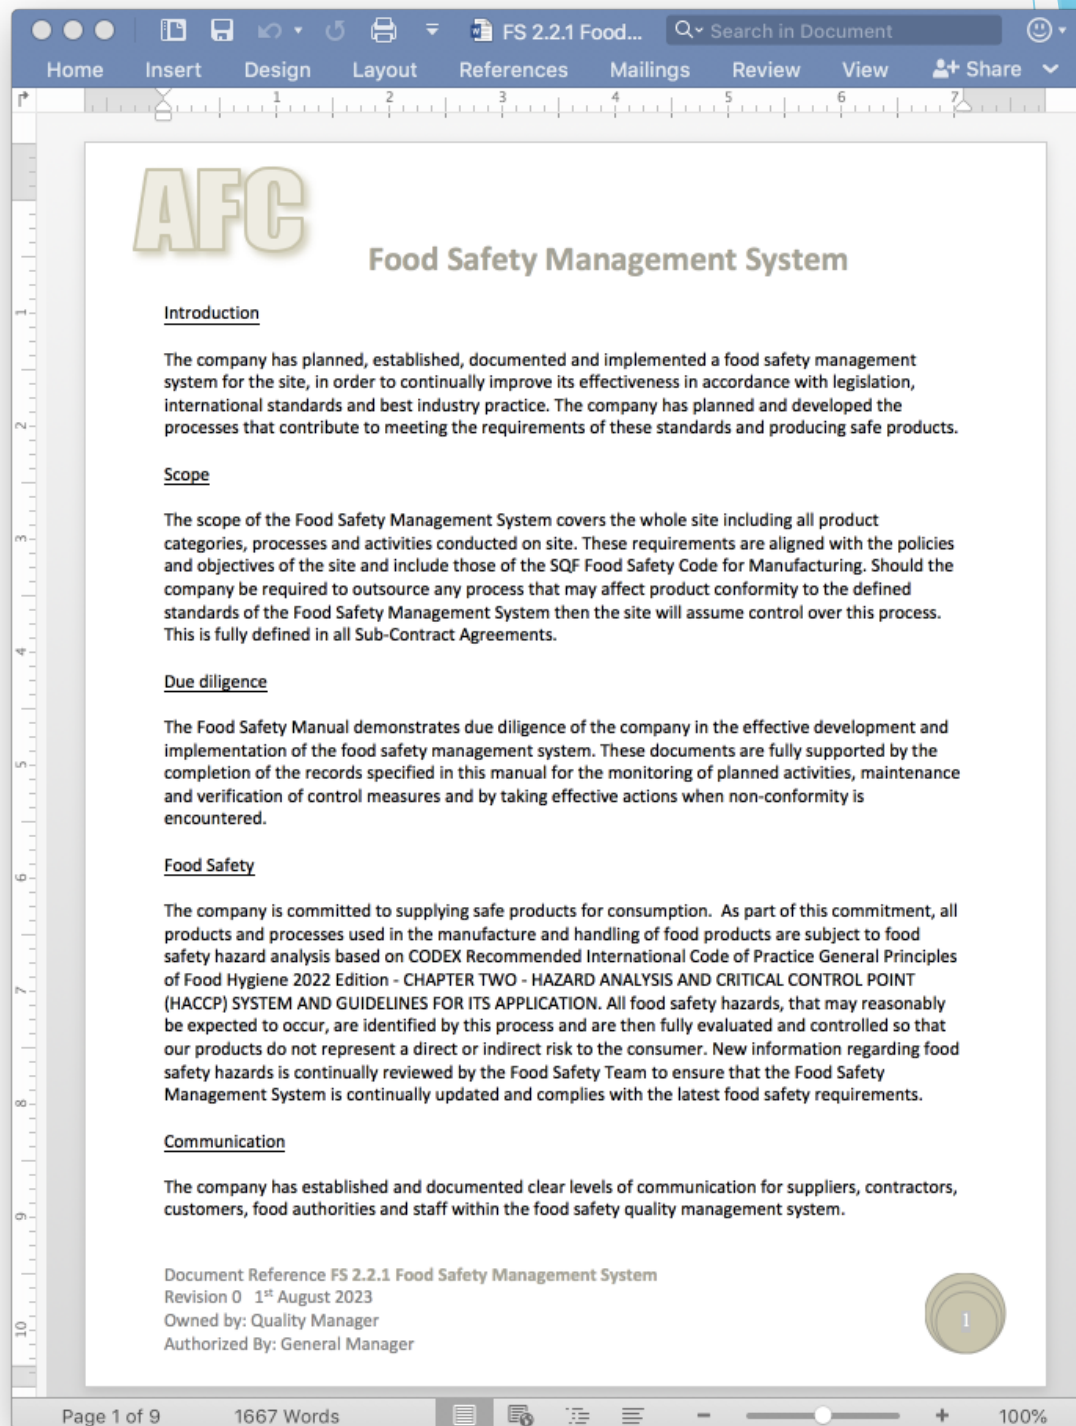 FS 2.2.1 Food...
Search in Document
Home Insert Design Layout References Mailings Review View Share
1 2 3 4 5 6 7
AFC
Food Safety Management System
Introduction
The company has planned, established, documented and implemented a food safety management
system for the site, in order to continually improve its effectiveness in accordance with legislation,
international standards and best industry practice. The company has planned and developed the
processes that contribute to meeting the requirements of these standards and producing safe products.
Scope
The scope of the Food Safety Management System covers the whole site including all product
categories, processes and activities conducted on site. These requirements are aligned with the policies
and objectives of the site and include those of the SQF Food Safety Code for Manufacturing. Should the
company be required to outsource any process that may affect product conformity to the defined
standards of the Food Safety Management System then the site will assume control over this process.
This is fully defined in all Sub-Contract Agreements.
Due diligence
The Food Safety Manual demonstrates due diligence of the company in the effective development and
implementation of the food safety management system. These documents are fully supported by the
completion of the records specified in this manual for the monitoring of planned activities, maintenance
and verification of control measures and by taking effective actions when non-conformity is
encountered.
Food Safety
The company is committed to supplying safe products for consumption.  As part of this commitment, all
products and processes used in the manufacture and handling of food products are subject to food
safety hazard analysis based on CODEX Recommended International Code of Practice General Principles
of Food Hygiene 2022 Edition - CHAPTER TWO - HAZARD ANALYSIS AND CRITICAL CONTROL POINT
(HACCP) SYSTEM AND GUIDELINES FOR ITS APPLICATION. All food safety hazards, that may reasonably
be expected to occur, are identified by this process and are then fully evaluated and controlled so that
our products do not represent a direct or indirect risk to the consumer. New information regarding food
safety hazards is continually reviewed by the Food Safety Team to ensure that the Food Safety
Management System is continually updated and complies with the latest food safety requirements.
Communication
The company has established and documented clear levels of communication for suppliers, contractors,
customers, food authorities and staff within the food safety quality management system.
Document Reference FS 2.2.1 Food Safety Management System
Revision 0 1st August 2023
Owned by: Quality Manager
Authorized By: General Manager
1
1
2
3
4
5
6
7
8
9
10
Page 1 of 9 1667 Words 100%